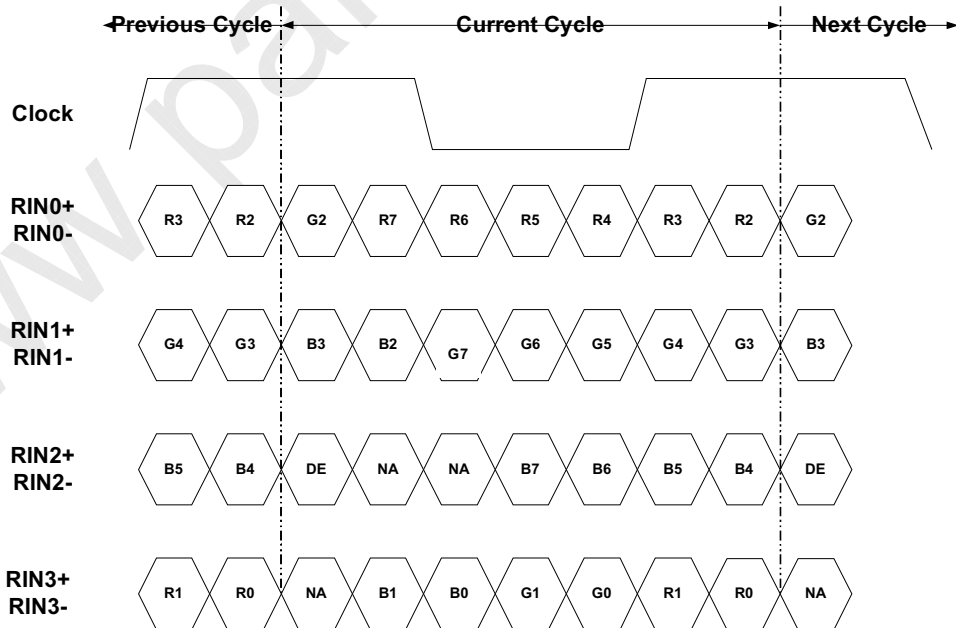 Previous Cycle Current Cycle Next Cycle
Clock
RIN0+
RIN0-
R3 R2 G2 R7 R6 R5 R4 R3 R2 G2
RIN1+
RIN1-
G4 G3 B3 B2 G7 G6 G5 G4 G3 B3
RIN2+
RIN2-
B5 B4 DE NA NA B7 B6 B5 B4 DE
RIN3+
RIN3-
R1 R0 NA B1 B0 G1 G0 R1 R0 NA